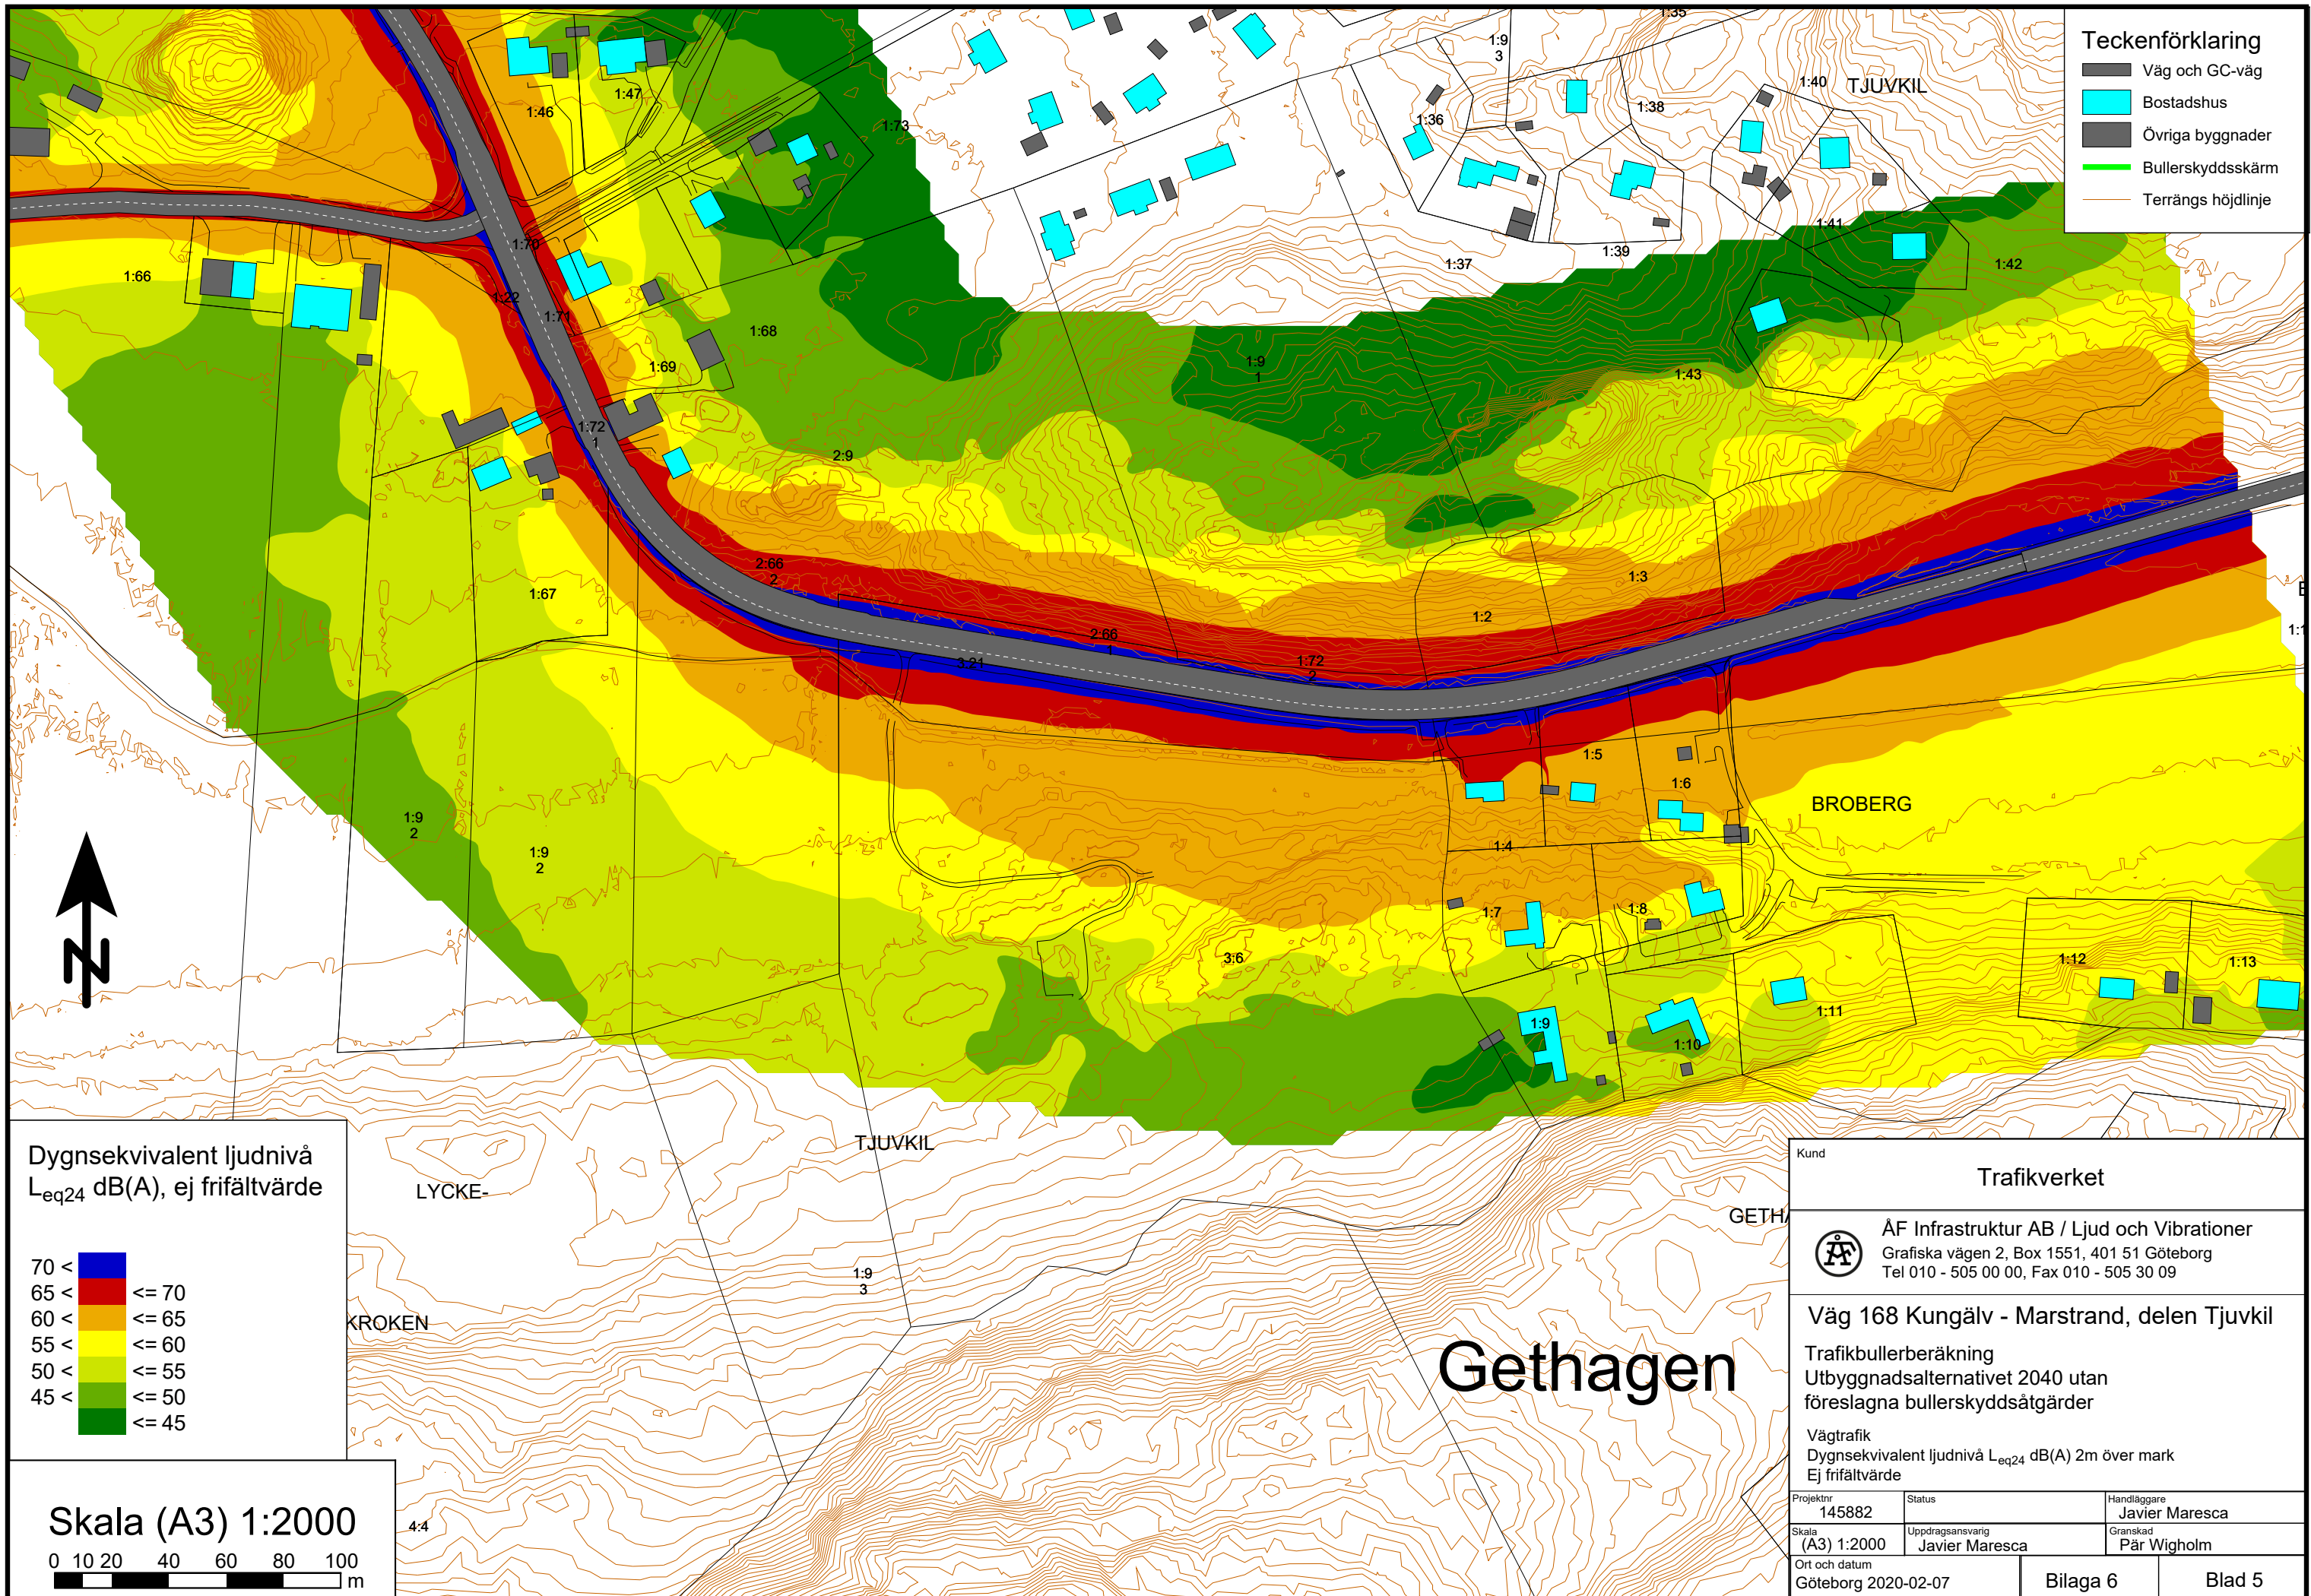 Teckenförklaring
Väg och GC-väg
Bostadshus
Övriga byggnader
Bullerskyddsskärm
Terrängs höjdlinje
1:35
1:9
3
1:40
TJUVKIL
1:47
1:46
1:38
1:36
1:73
1:41
1:70
1:39
1:37
1:42
1:66
1:22
1:71
1:68
1:69
1:9
1
1:43
1:72
1
2:9
2:66
2
1:3
1:67
1:2
2:66
1
3:21
1:72
2
1:5
1:6
BROBERG
1:9
2
1:9
2
1:4
1:7
1:8
3:6
1:12
1:13
1:9
1:11
1:10
Dygnsekvivalent ljudnivå
Leq24 dB(A), ej frifältvärde
70 <
65 < <= 70
60 < <= 65
55 < <= 60
50 < <= 55
45 < <= 50
<= 45
TJUVKIL
LYCKE-
KROKEN
1:9
3
Gethagen
4:4
Skala (A3) 1:2000
0 10 20 40 60 80 100
m
Kund
Trafikverket
ÅF Infrastruktur AB / Ljud och Vibrationer
Grafiska vägen 2, Box 1551, 401 51 Göteborg
Tel 010 - 505 00 00, Fax 010 - 505 30 09
Väg 168 Kungälv - Marstrand, delen Tjuvkil
Trafikbullerberäkning
Utbyggnadsalternativet 2040 utan
föreslagna bullerskyddsåtgärder
Vägtrafik
Dygnsekvivalent ljudnivå Leq24 dB(A) 2m över mark
Ej frifältvärde
Projektnr
145882
Status
Handläggare
Javier Maresca
Skala
(A3) 1:2000
Uppdragsansvarig
Javier Maresca
Granskad
Pär Wigholm
Ort och datum
Göteborg 2020-02-07
Bilaga 6
Blad 5